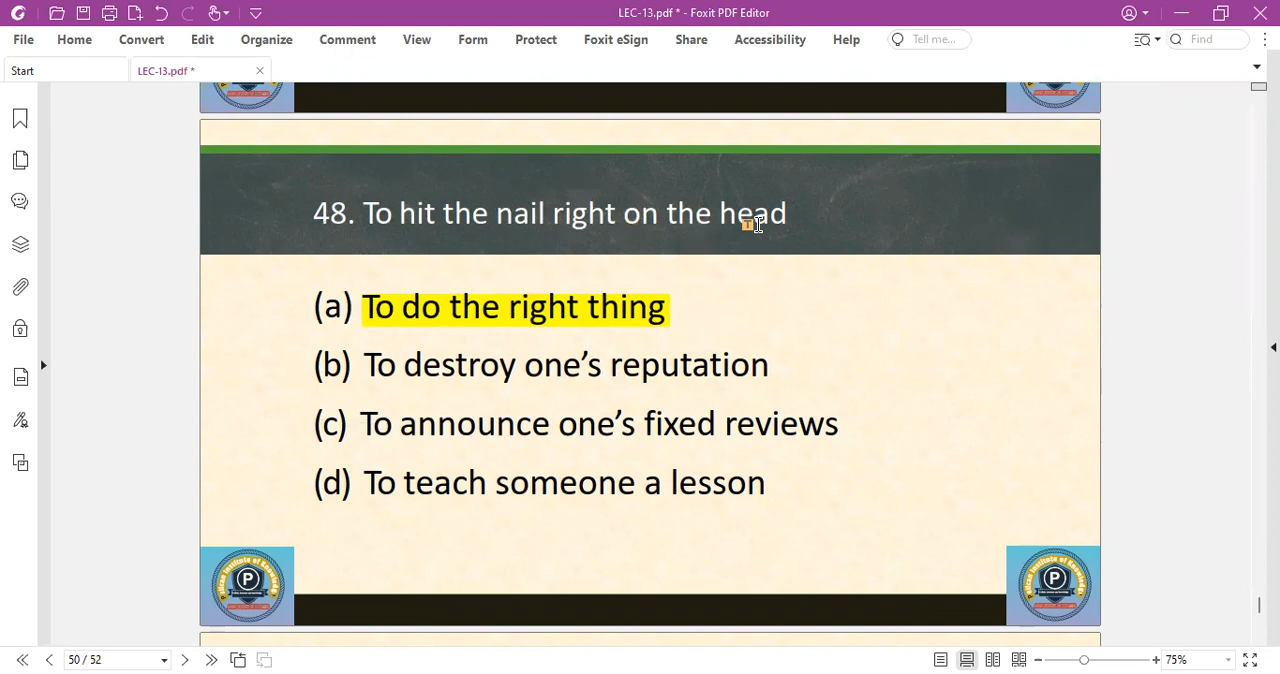 LEC-13.pdf * - Foxit PDF Editor
File Home Convert Edit Organize Comment View Form Protect Foxit eSign Share Accessibility Help Tell me... Find
Start LEC-13.pdf *
48. To hit the nail right on the head
T
(a) To do the right thing
(b) To destroy one’s reputation
(c) To announce one’s fixed reviews
(d) To teach someone a lesson
P
P
50 / 52 75%